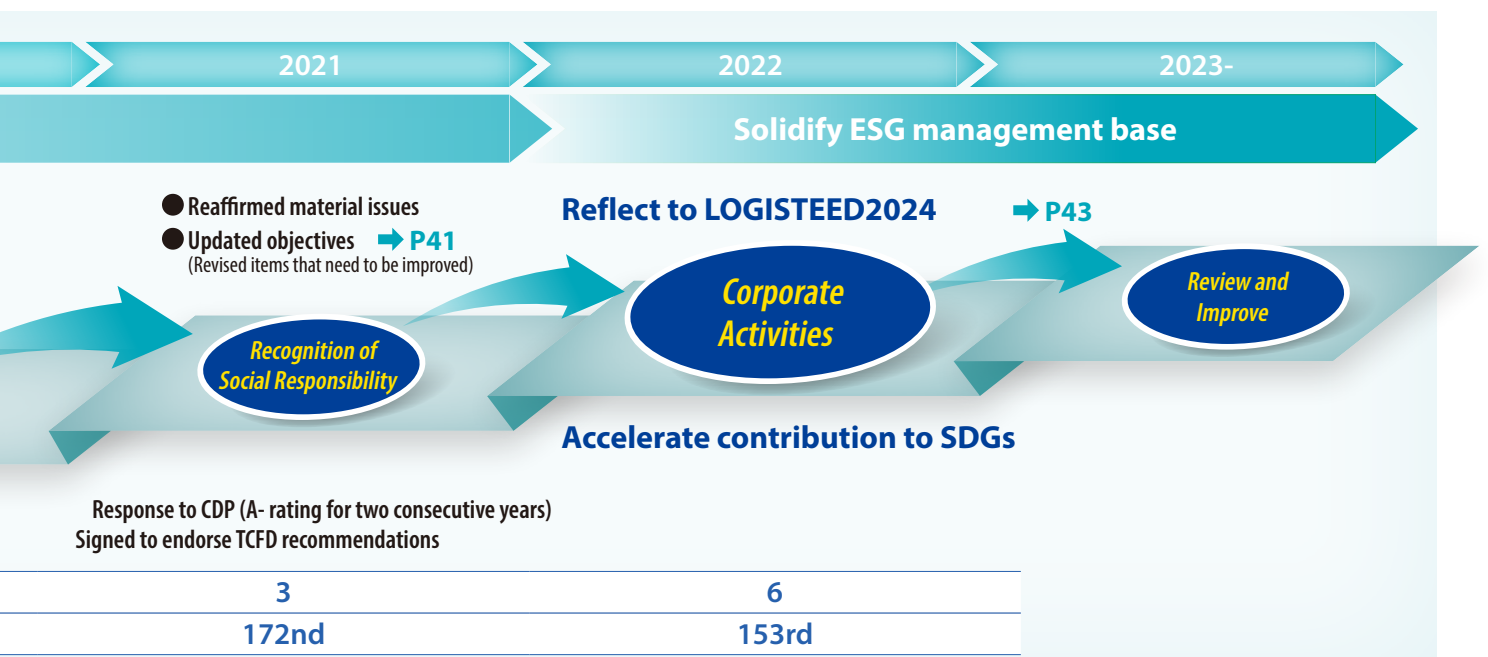 2021
2022
2023-
Solidify ESG management base
● Reaffirmed material issues
● Updated objectives ➡ P41
(Revised items that need to be improved)
Reflect to LOGISTEED2024 ➡ P43
Recognition of
Social Responsibility
Corporate
Activities
Review and
Improve
Accelerate contribution to SDGs
Response to CDP (A- rating for two consecutive years)
Signed to endorse TCFD recommendations
3 6
172nd 153rd